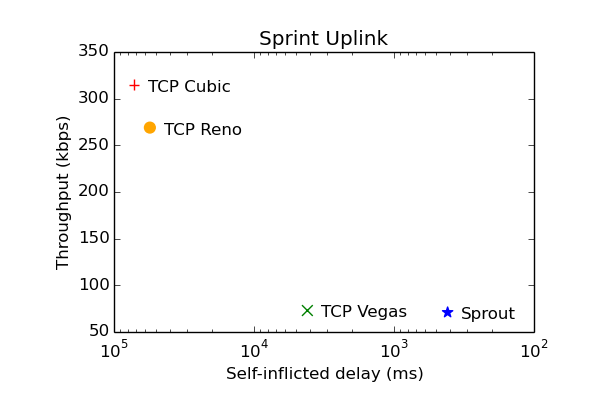 Sprint Uplink
350
300
250
200
150
100
50
Throughput (kbps)
TCP Cubic
TCP Reno
TCP Vegas
Sprout
10^5 10^4 10^3 10^2
Self-inflicted delay (ms)